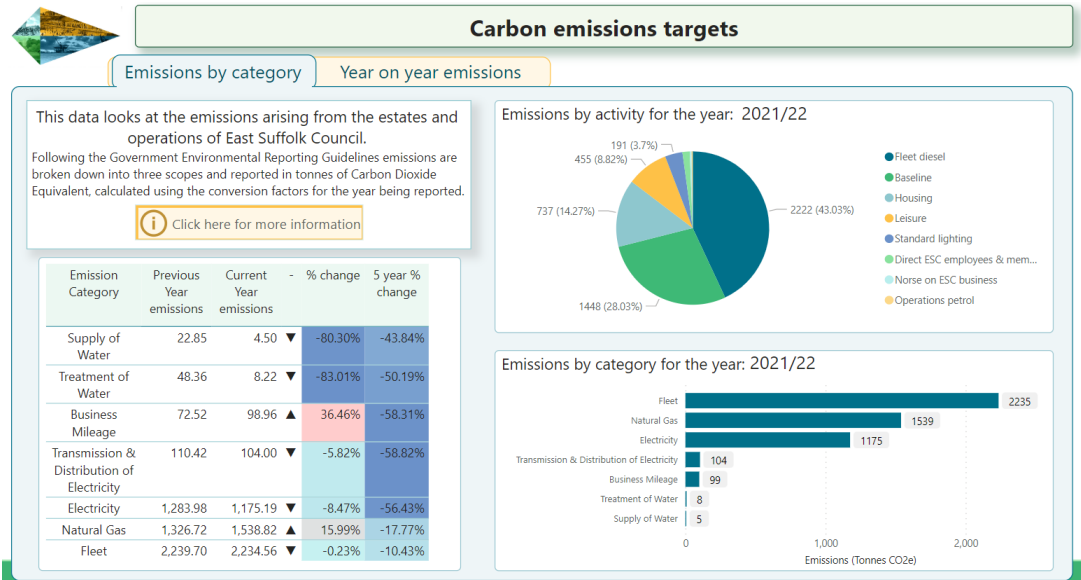 Carbon emissions targets
Emissions by category
Year on year emissions
This data looks at the emissions arising from the estates and
operations of East Suffolk Council.
Following the Government Environmental Reporting Guidelines emissions are
broken down into three scopes and reported in tonnes of Carbon Dioxide
Equivalent, calculated using the conversion factors for the year being reported.
Click here for more information
Emission Category Previous Year emissions Current Year emissions - % change 5 year % change
Supply of Water 22.85 4.50 ▼ -80.30% -43.84%
Treatment of Water 48.36 8.22 ▼ -83.01% -50.19%
Business Mileage 72.52 98.96 ▲ 36.46% -58.31%
Transmission & Distribution of Electricity 110.42 104.00 ▼ -5.82% -58.82%
Electricity 1,283.98 1,175.19 ▼ -8.47% -56.43%
Natural Gas 1,326.72 1,538.82 ▲ 15.99% -17.77%
Fleet 2,239.70 2,234.56 ▼ -0.23% -10.43%
Emissions by activity for the year: 2021/22
191 (3.7%)
455 (8.82%)
737 (14.27%)
1448 (28.03%)
2222 (43.03%)
Fleet diesel
Baseline
Housing
Leisure
Standard lighting
Direct ESC employees & mem...
Norse on ESC business
Operations petrol
Emissions by category for the year: 2021/22
Fleet 2235
Natural Gas 1539
Electricity 1175
Transmission & Distribution of Electricity 104
Business Mileage 99
Treatment of Water 8
Supply of Water 5
0 1,000 2,000
Emissions (Tonnes CO2e)